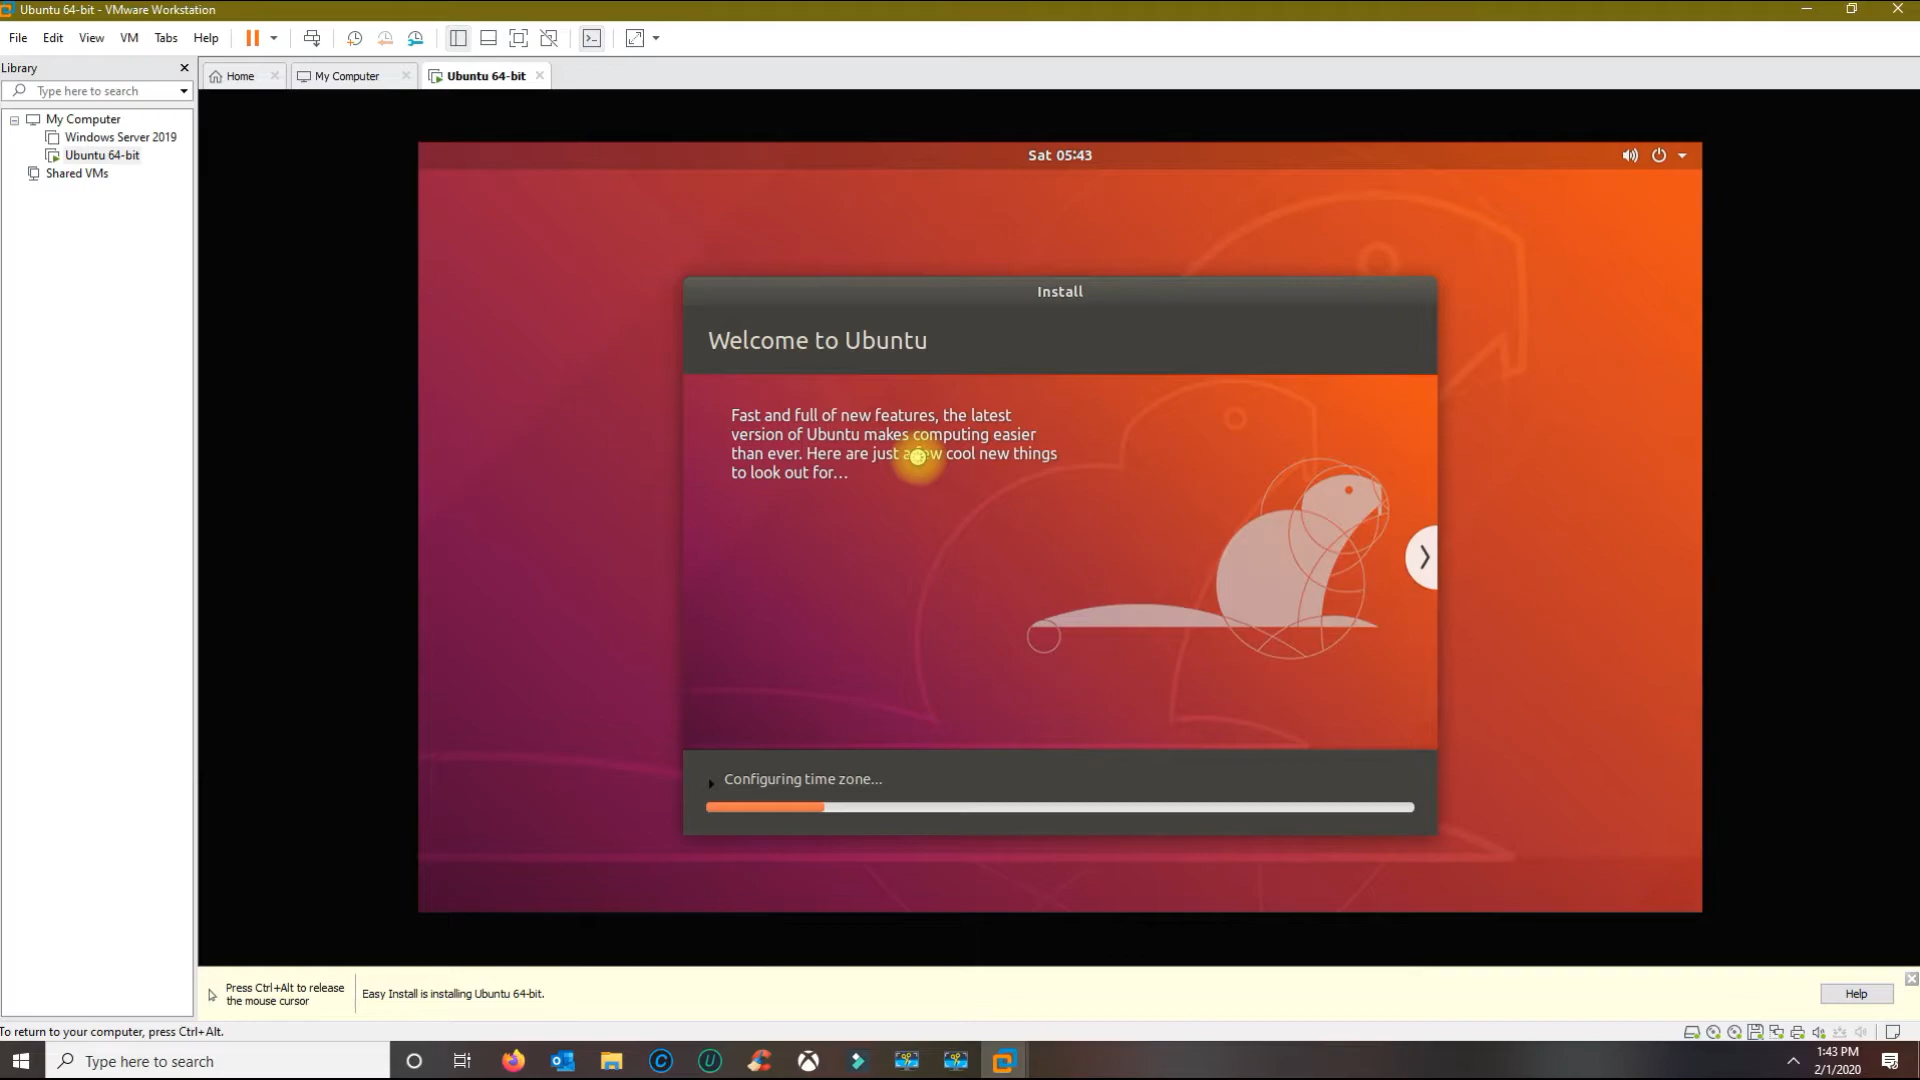 Ubuntu 64-bit - VMware Workstation
File Edit View VM Tabs Help
Library
Type here to search
My Computer
Windows Server 2019
Ubuntu 64-bit
Shared VMs
Home
My Computer
Ubuntu 64-bit
Sat 05:43
Install
Welcome to Ubuntu
Fast and full of new features, the latest
version of Ubuntu makes computing easier
than ever. Here are just a few cool new things
to look out for...
Configuring time zone...
Press Ctrl+Alt to release
the mouse cursor
Easy Install is installing Ubuntu 64-bit.
Help
To return to your computer, press Ctrl+Alt.
Type here to search
1:43 PM
2/1/2020